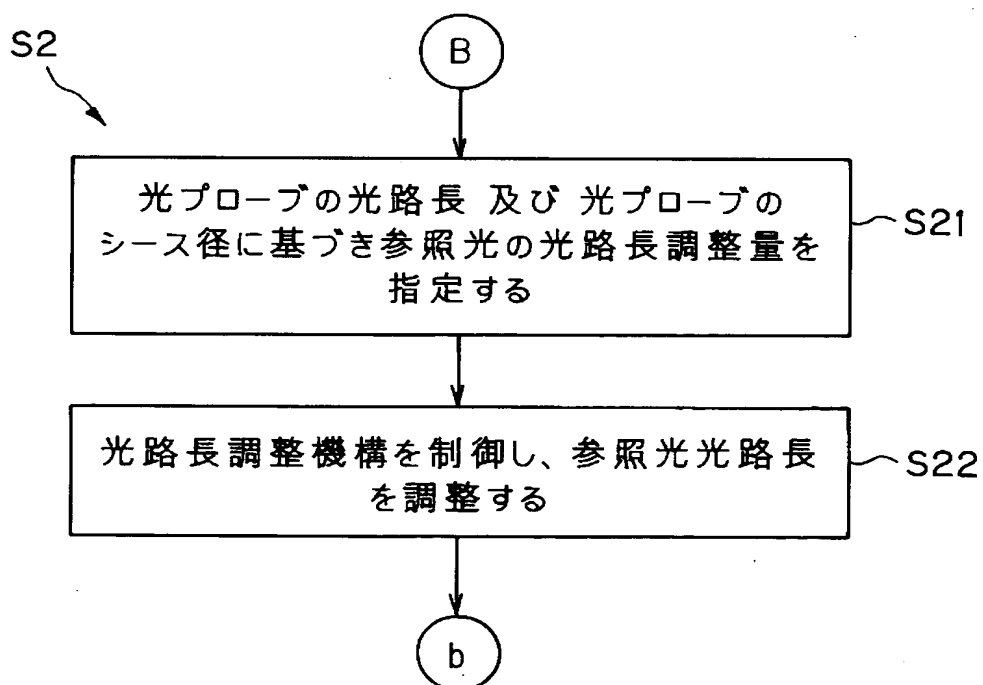 S2
B
光プローブの光路長 及び 光プローブの
シース径に基づき参照光の光路長調整量を
指定する
S21
光路長調整機構を制御し、参照光光路長
を調整する
S22
b